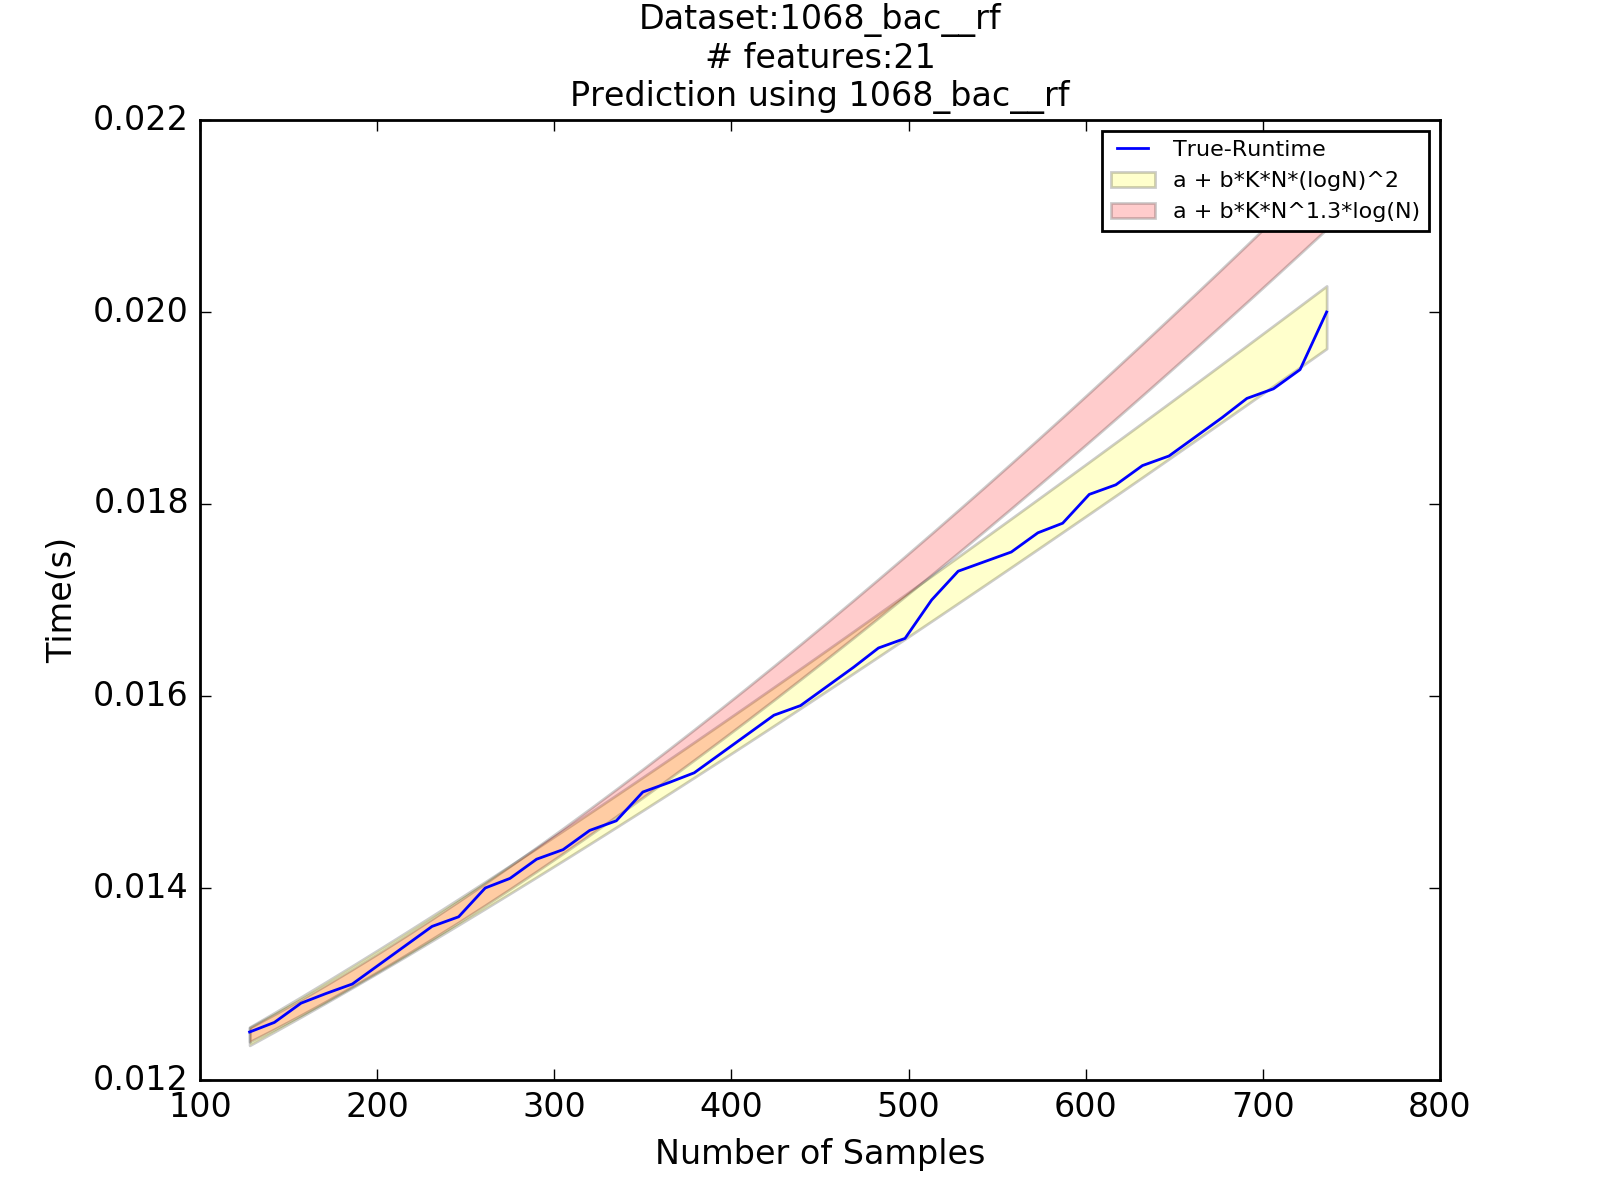 Dataset:1068_bac__rf
# features:21
Prediction using 1068_bac__rf
0.022
0.020
0.018
0.016
0.014
0.012
Time(s)
True-Runtime
a + b*K*N*(logN)^2
a + b*K*N^1.3*log(N)
100 200 300 400 500 600 700 800
Number of Samples